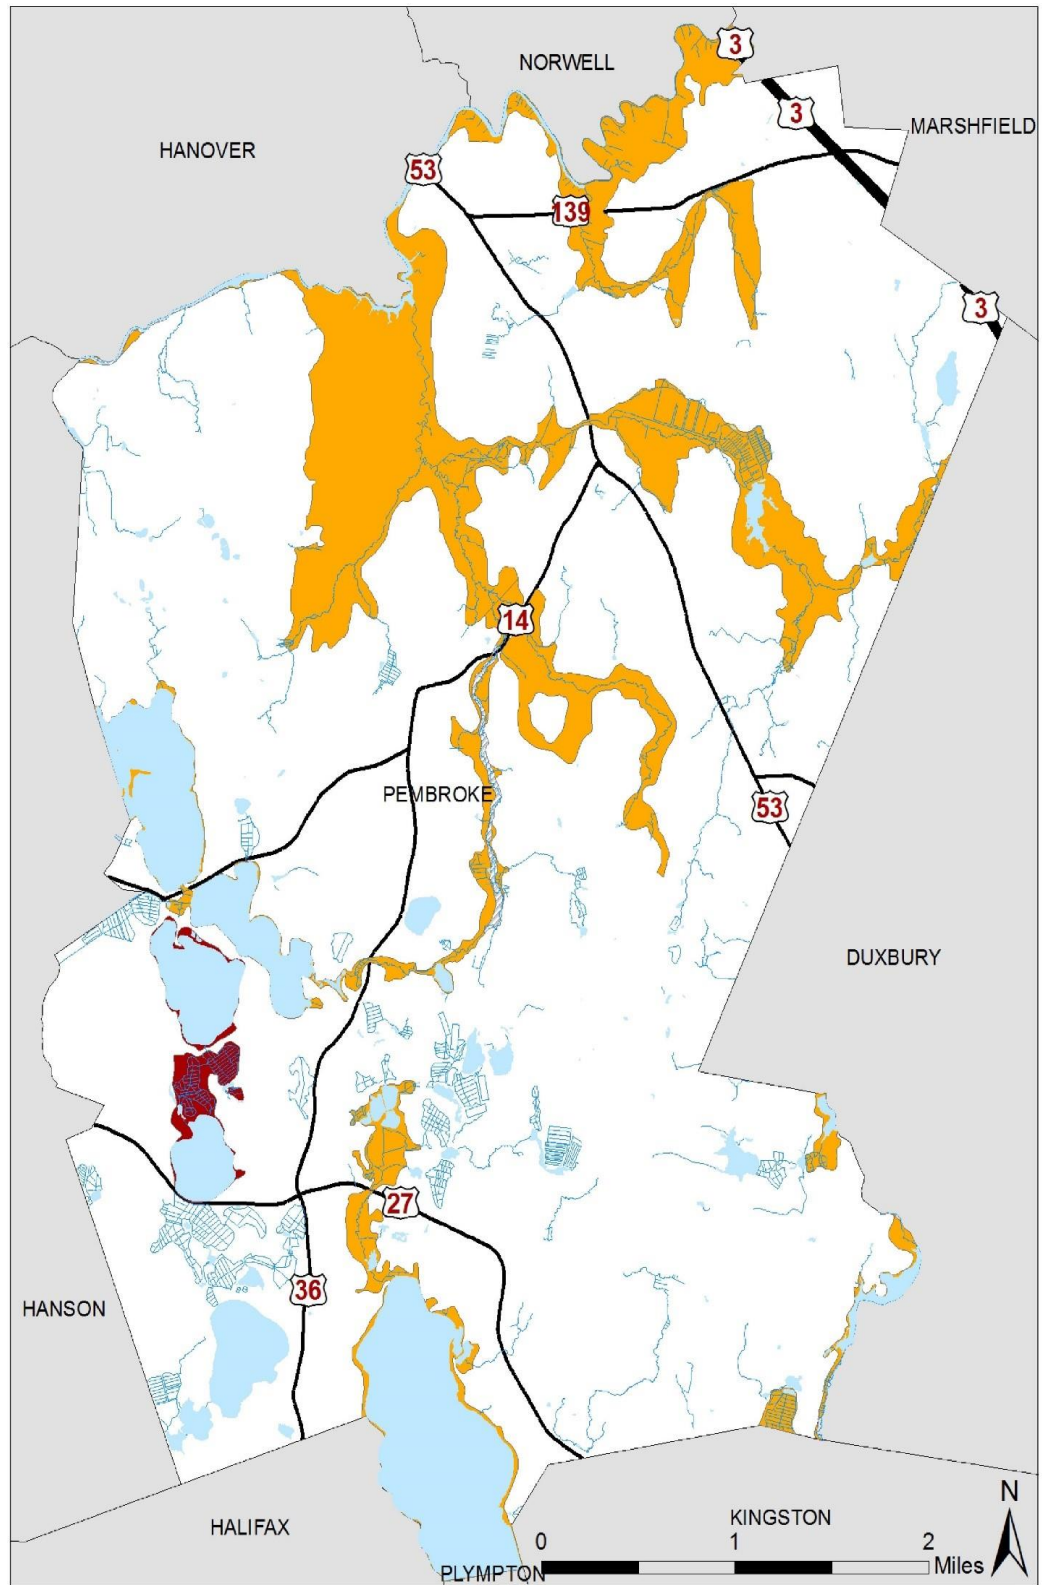 3
NORWELL
3
MARSHFIELD
HANOVER
53
139
3
14
PEMBROKE
53
DUXBURY
27
36
HANSON
N
KINGSTON
HALIFAX
0 1 2
Miles
PLYMPTON